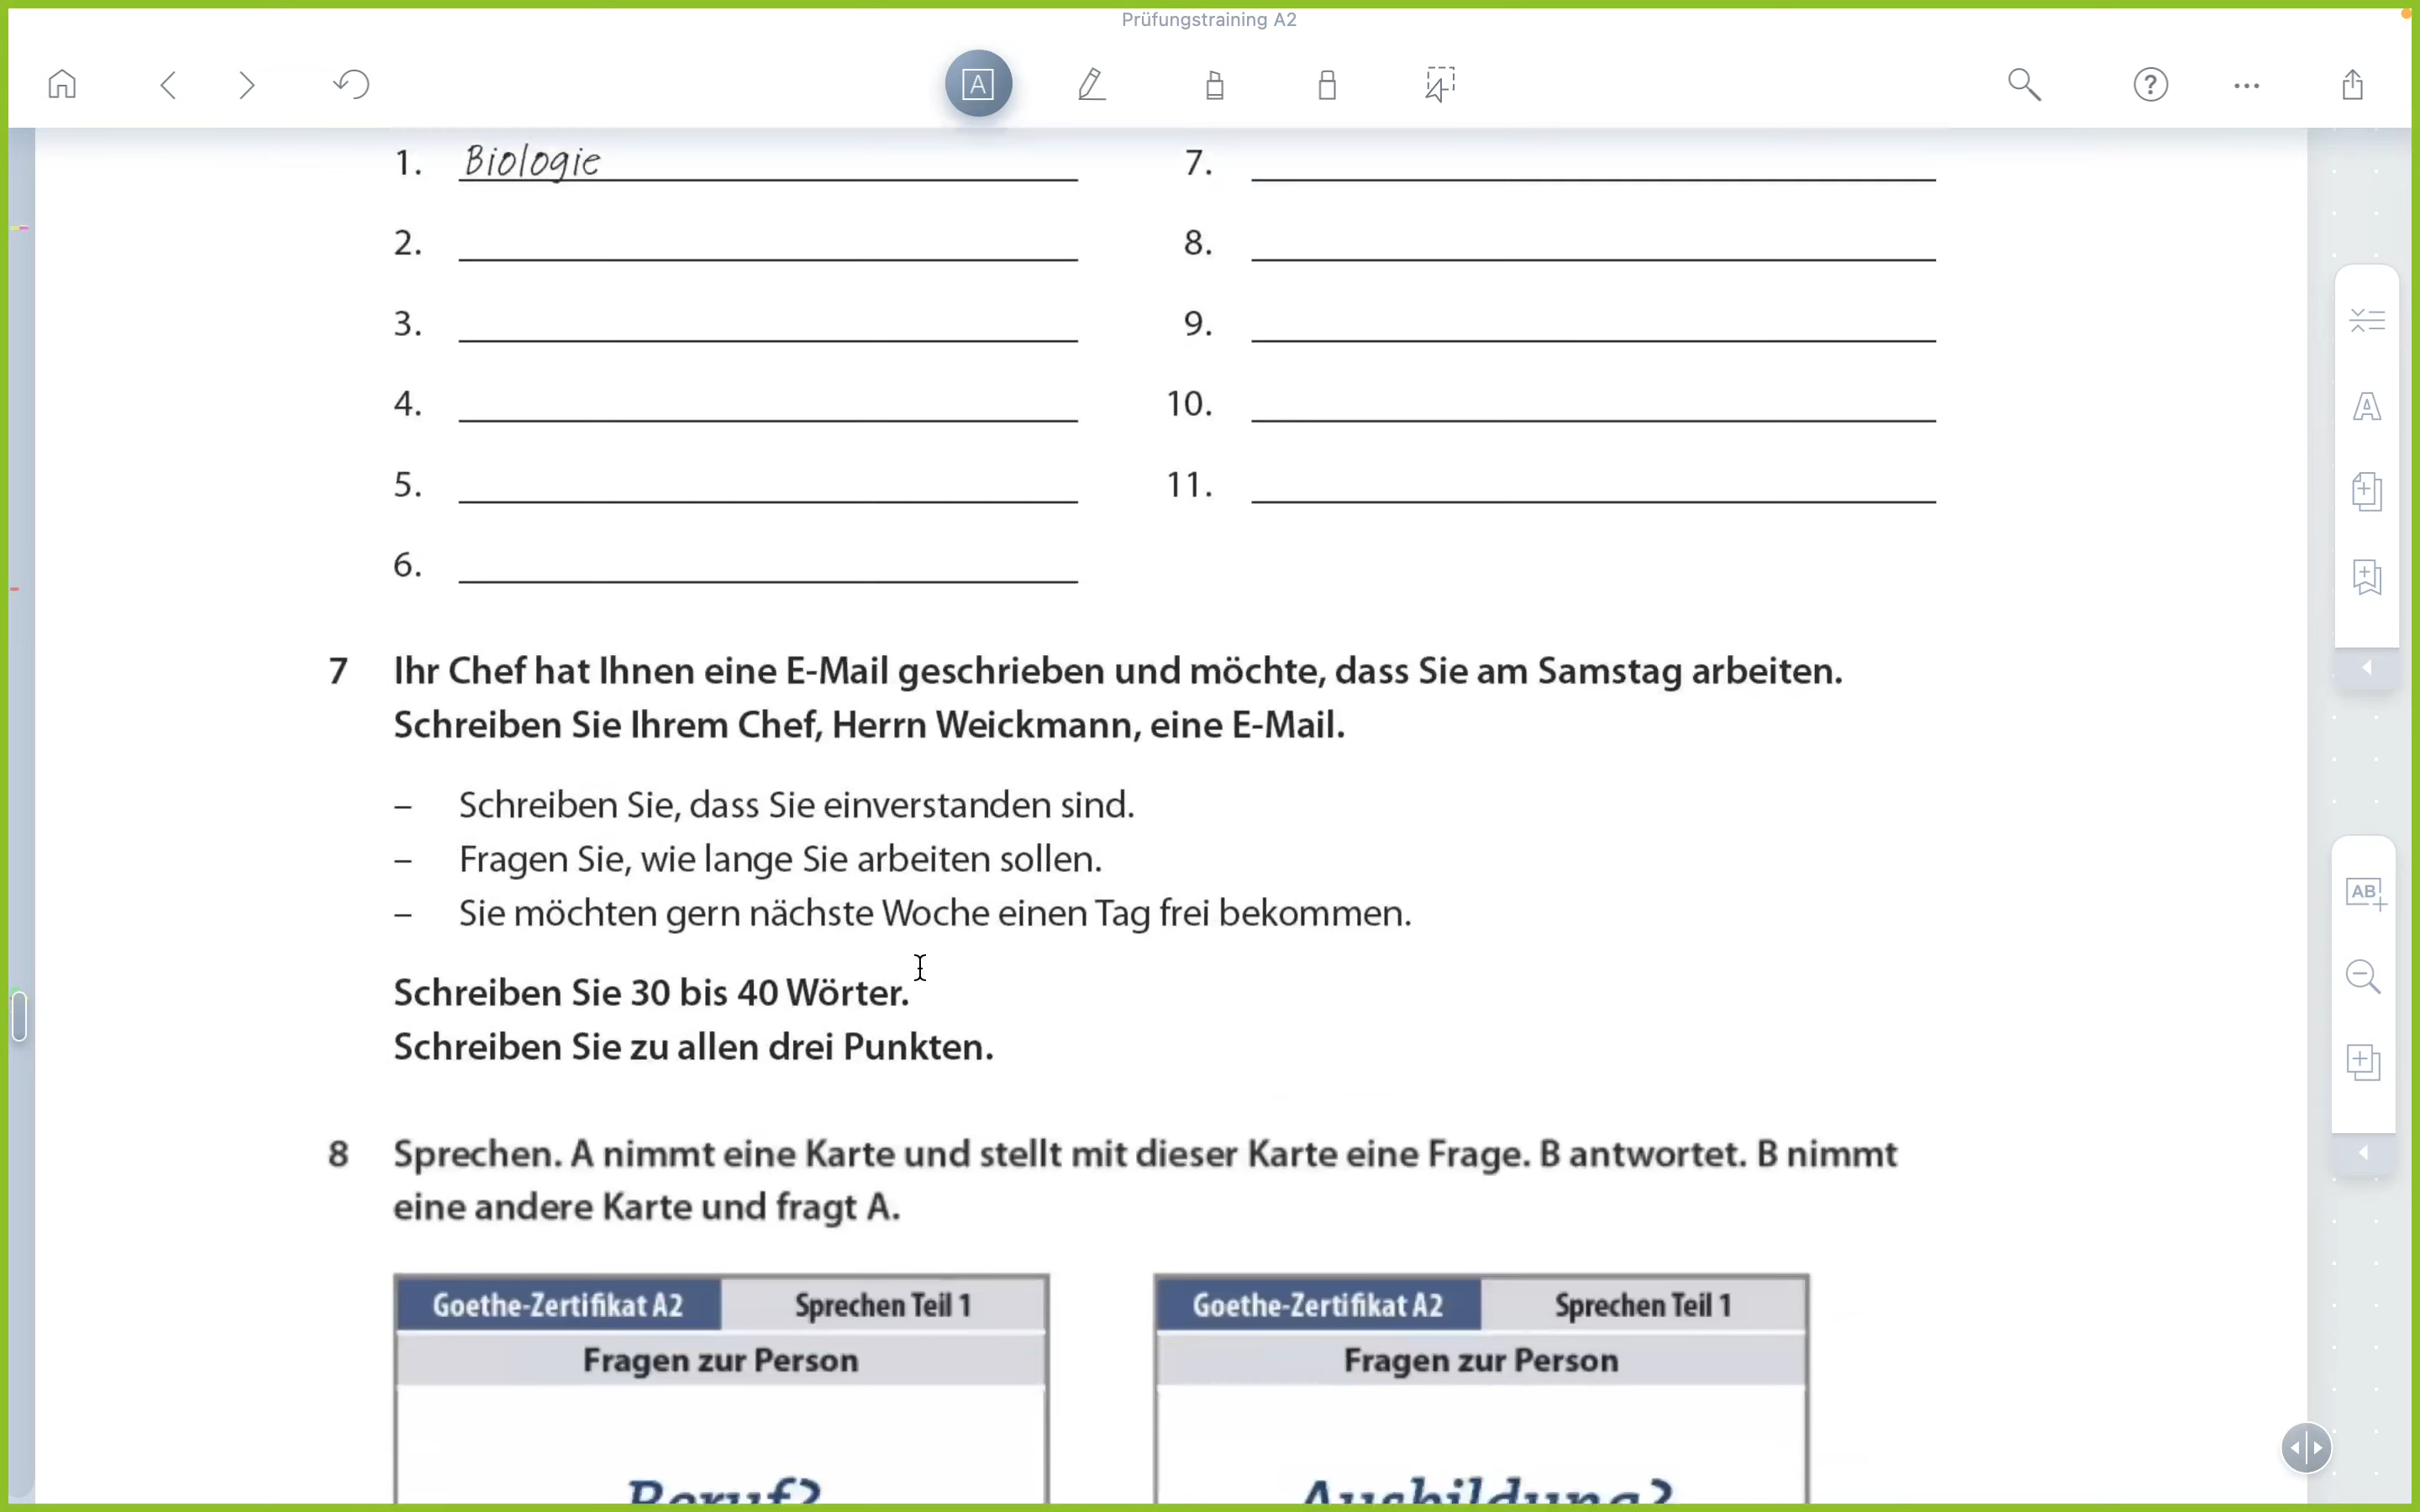 Prüfungstraining A2
1. Biologie 7.
2. 8.
3. 9.
4. 10.
5. 11.
6.
7 Ihr Chef hat Ihnen eine E-Mail geschrieben und möchte, dass Sie am Samstag arbeiten.
Schreiben Sie Ihrem Chef, Herrn Weickmann, eine E-Mail.
– Schreiben Sie, dass Sie einverstanden sind.
– Fragen Sie, wie lange Sie arbeiten sollen.
– Sie möchten gern nächste Woche einen Tag frei bekommen.
Schreiben Sie 30 bis 40 Wörter.
Schreiben Sie zu allen drei Punkten.
8 Sprechen. A nimmt eine Karte und stellt mit dieser Karte eine Frage. B antwortet. B nimmt
eine andere Karte und fragt A.
Goethe-Zertifikat A2 Sprechen Teil 1 Goethe-Zertifikat A2 Sprechen Teil 1
Fragen zur Person Fragen zur Person
Beruf? Ausbildung?